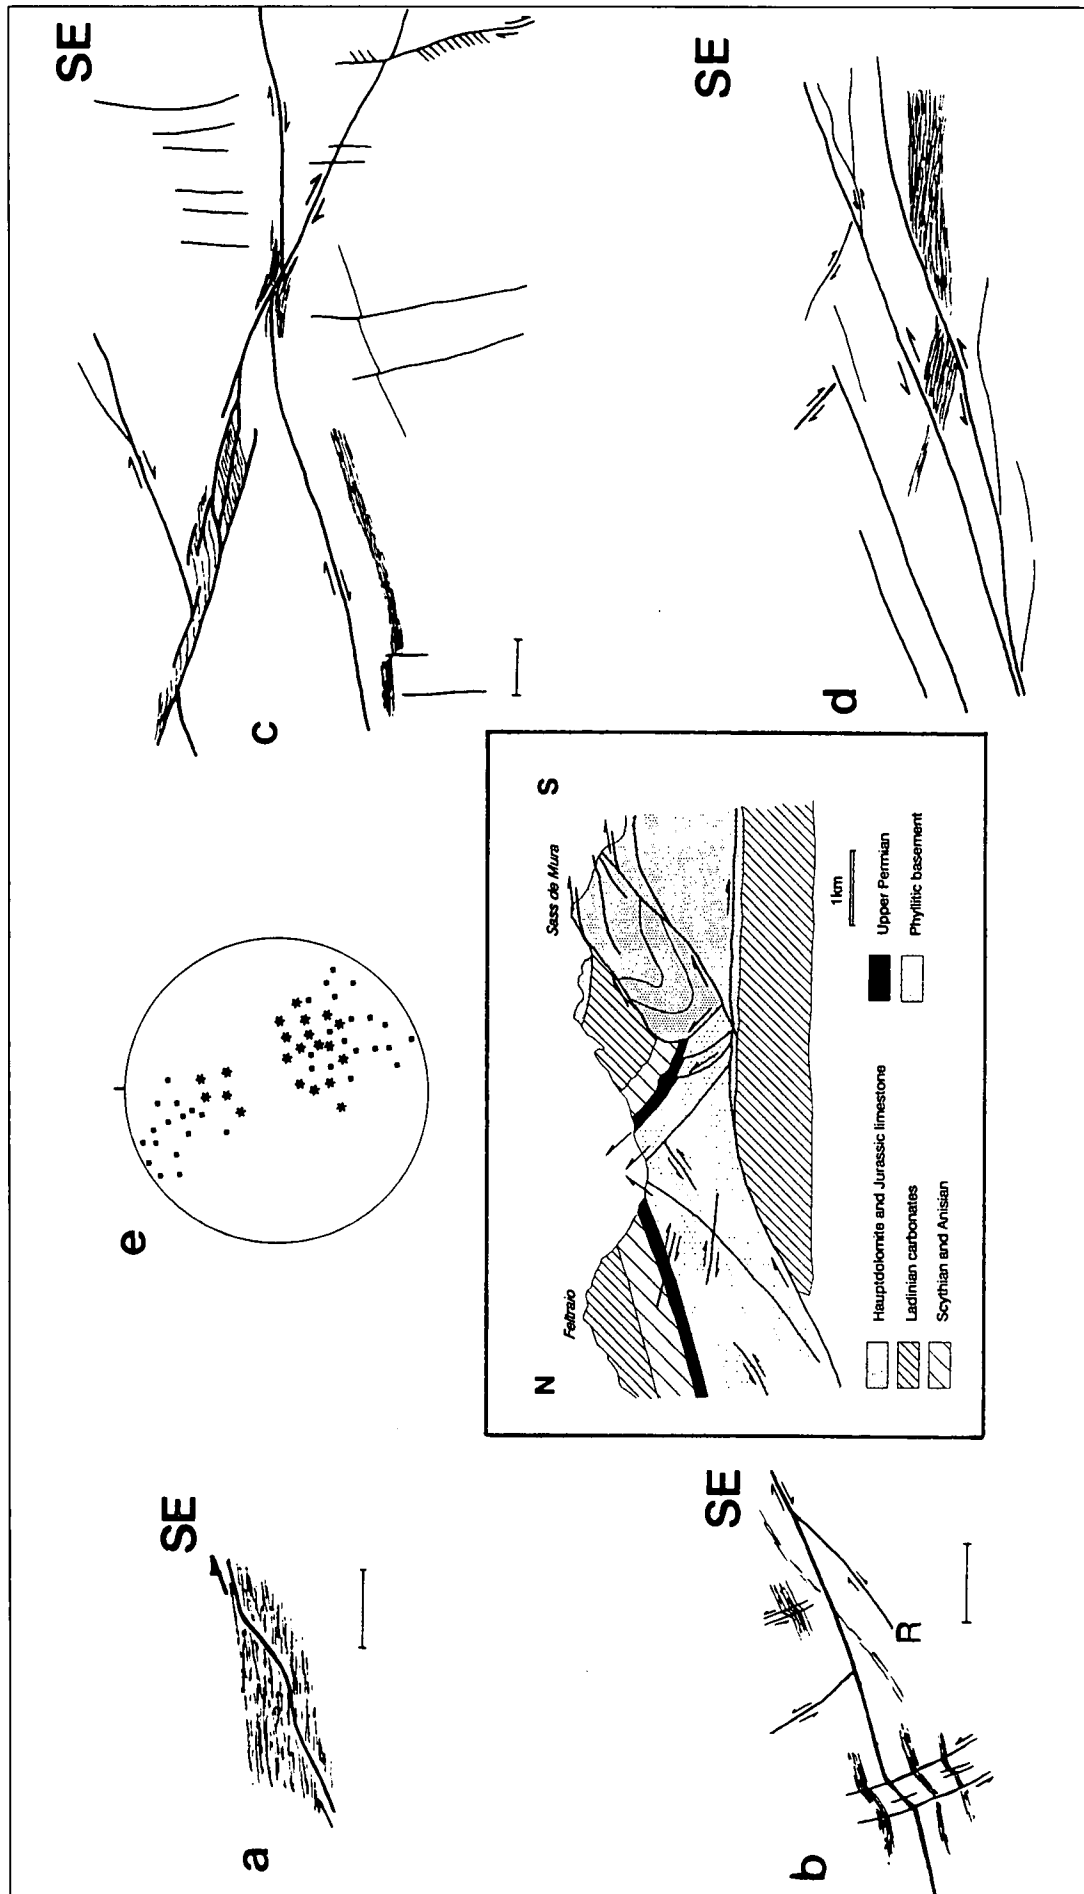 a
SE
e
c
SE
b
SE
R
N
S
Feltraio
Sass de Mura
1km
Hauptdolomite and Jurassic limestone
Ladinian carbonates
Scythian and Anisian
Upper Permian
Phyllitic basement
d
SE